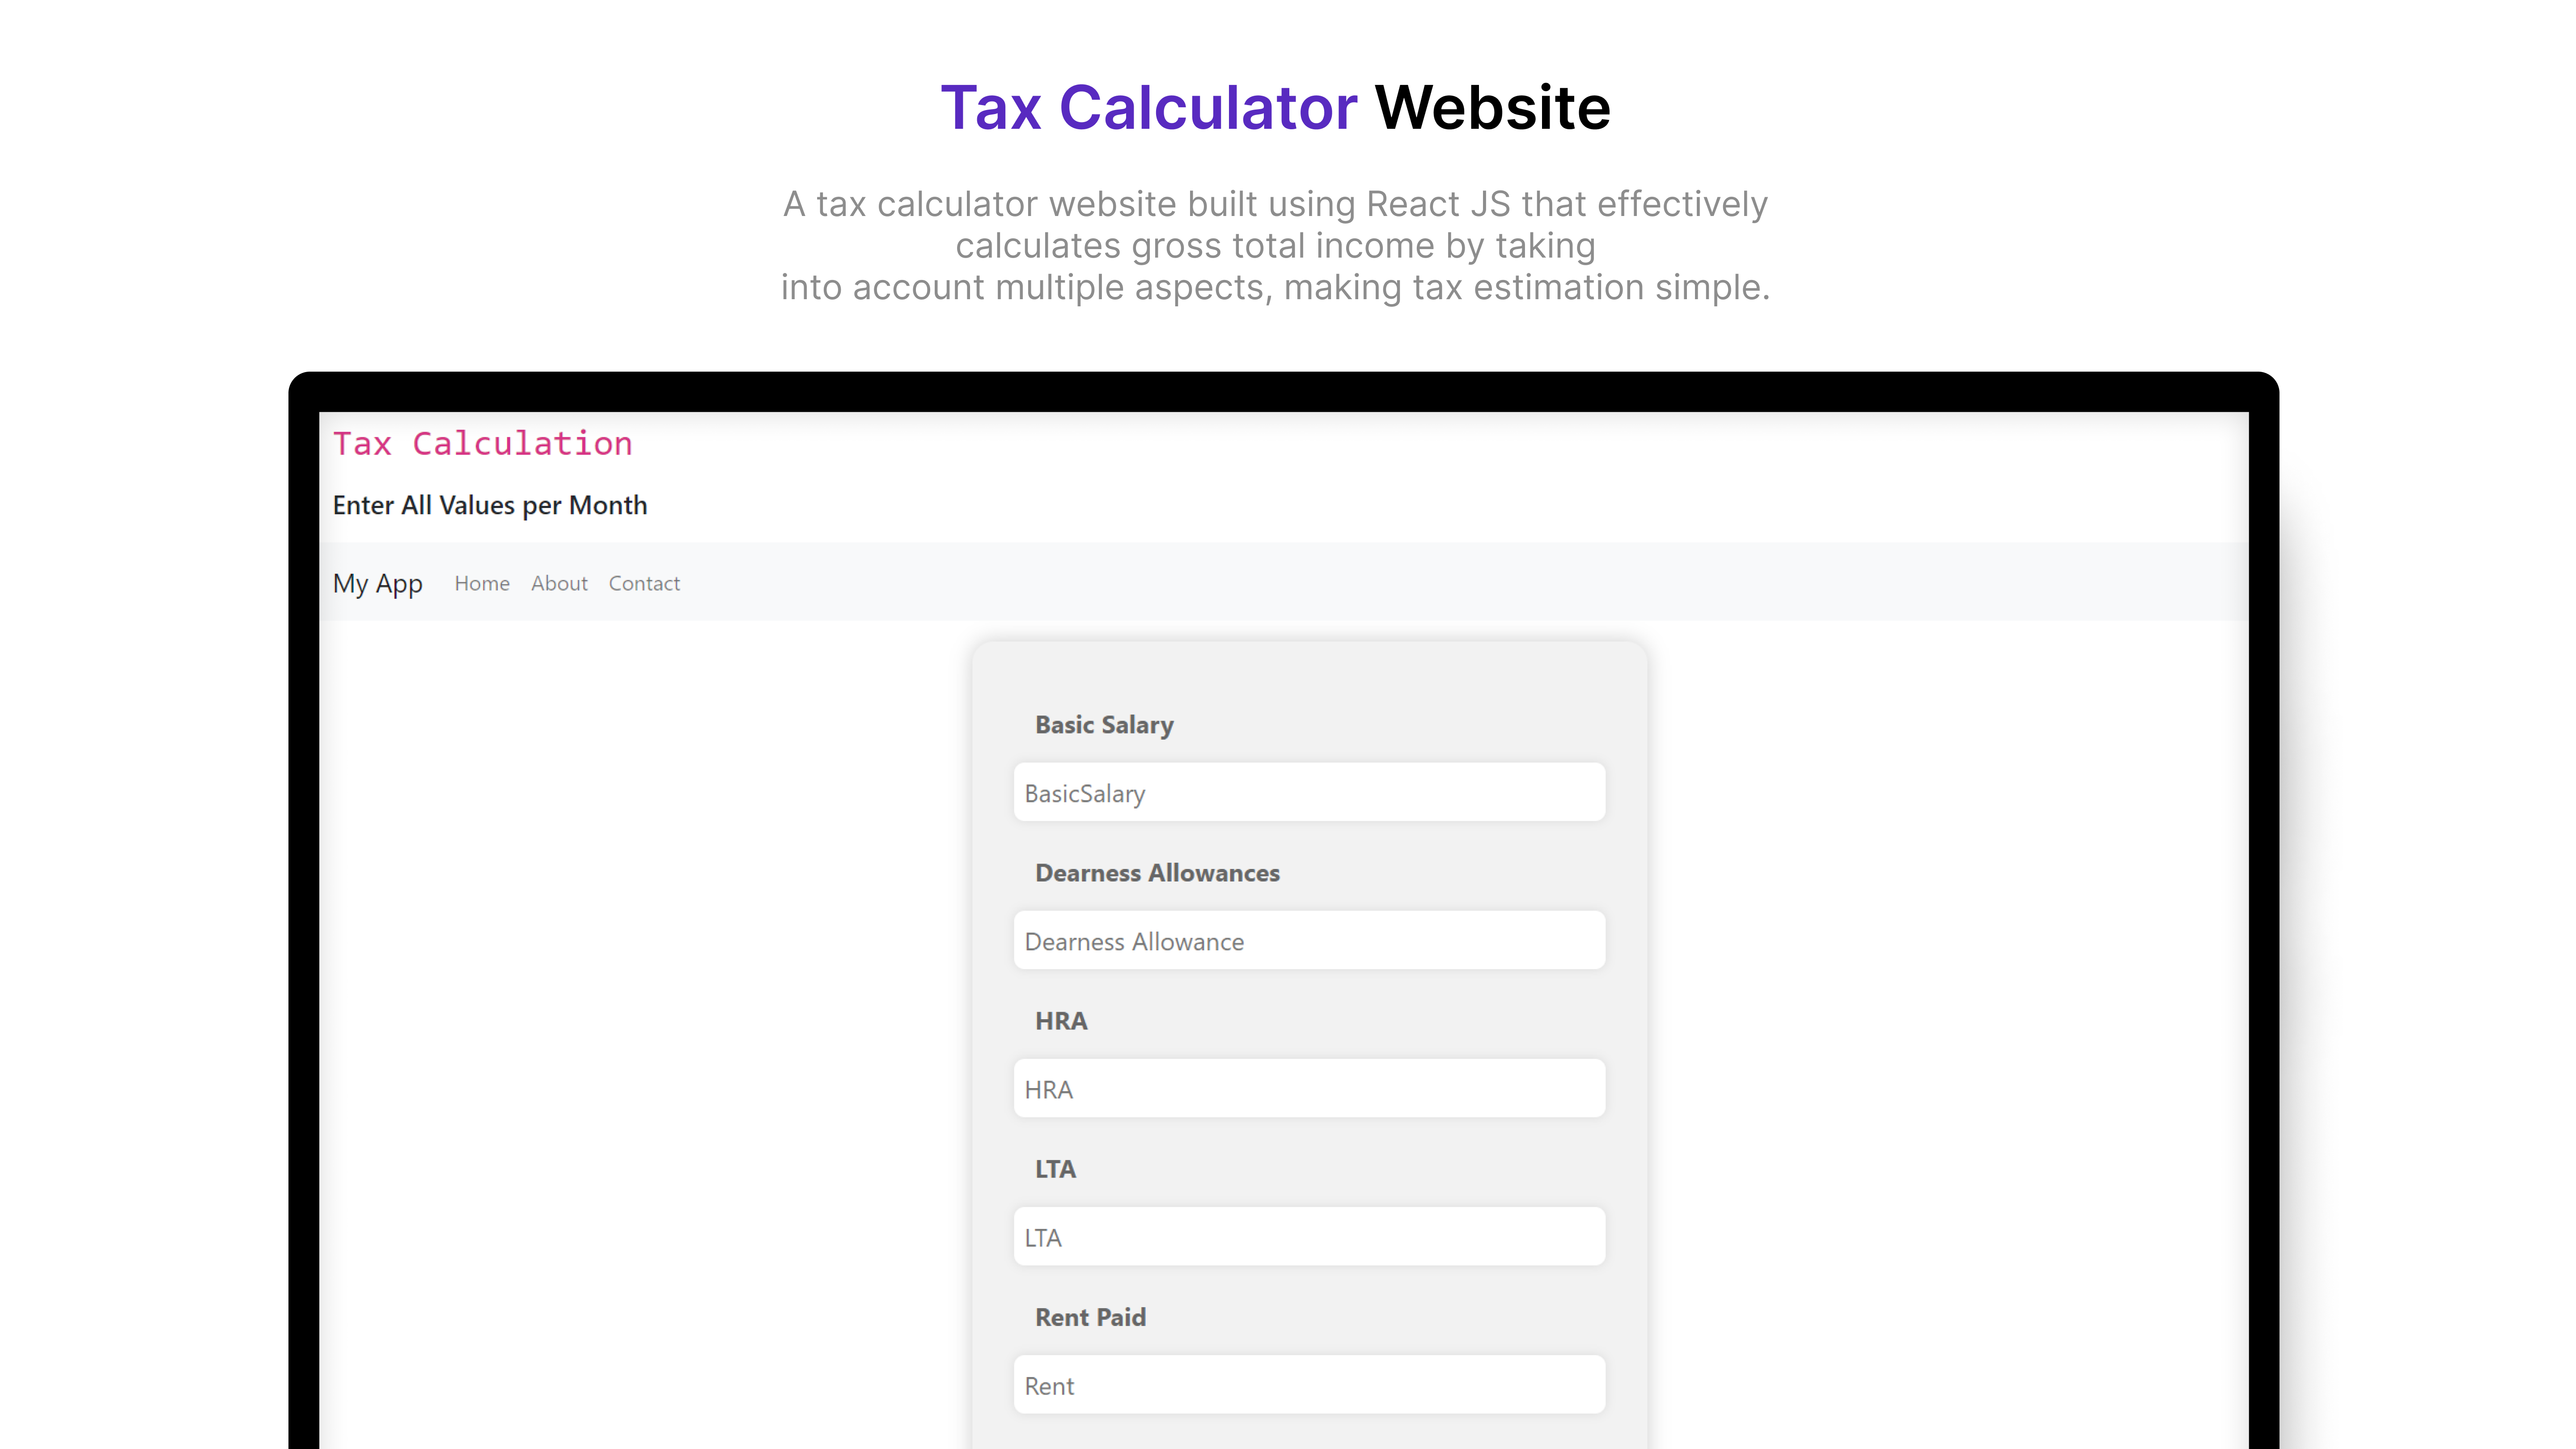 Tax Calculator Website
A tax calculator website built using React JS that effectively
calculates gross total income by taking
into account multiple aspects, making tax estimation simple.
Tax Calculation
Enter All Values per Month
My App Home About Contact
Basic Salary
BasicSalary
Dearness Allowances
Dearness Allowance
HRA
HRA
LTA
LTA
Rent Paid
Rent